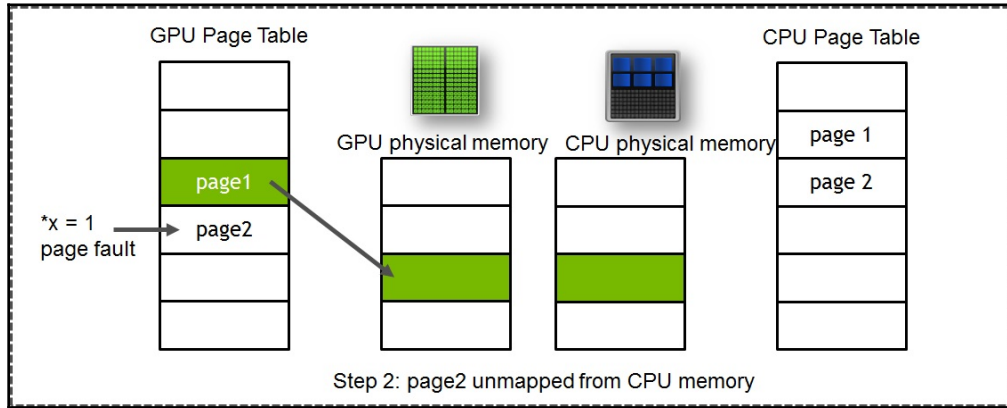 GPU Page Table
CPU Page Table
GPU physical memory
CPU physical memory
page 1
page1
page 2
*x = 1
page fault
page2
Step 2: page2 unmapped from CPU memory